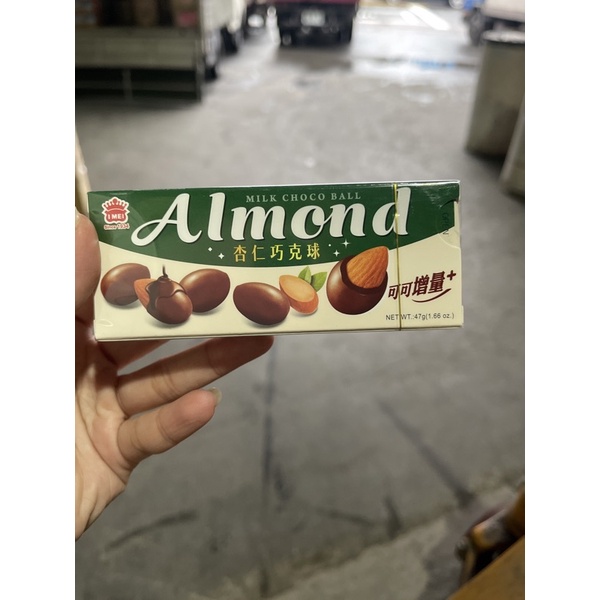 MILK CHOCO BALL
I MEI
Since 1934
Almond
杏仁巧克球
可可增量+
NET WT.:47g(1.66 oz.)